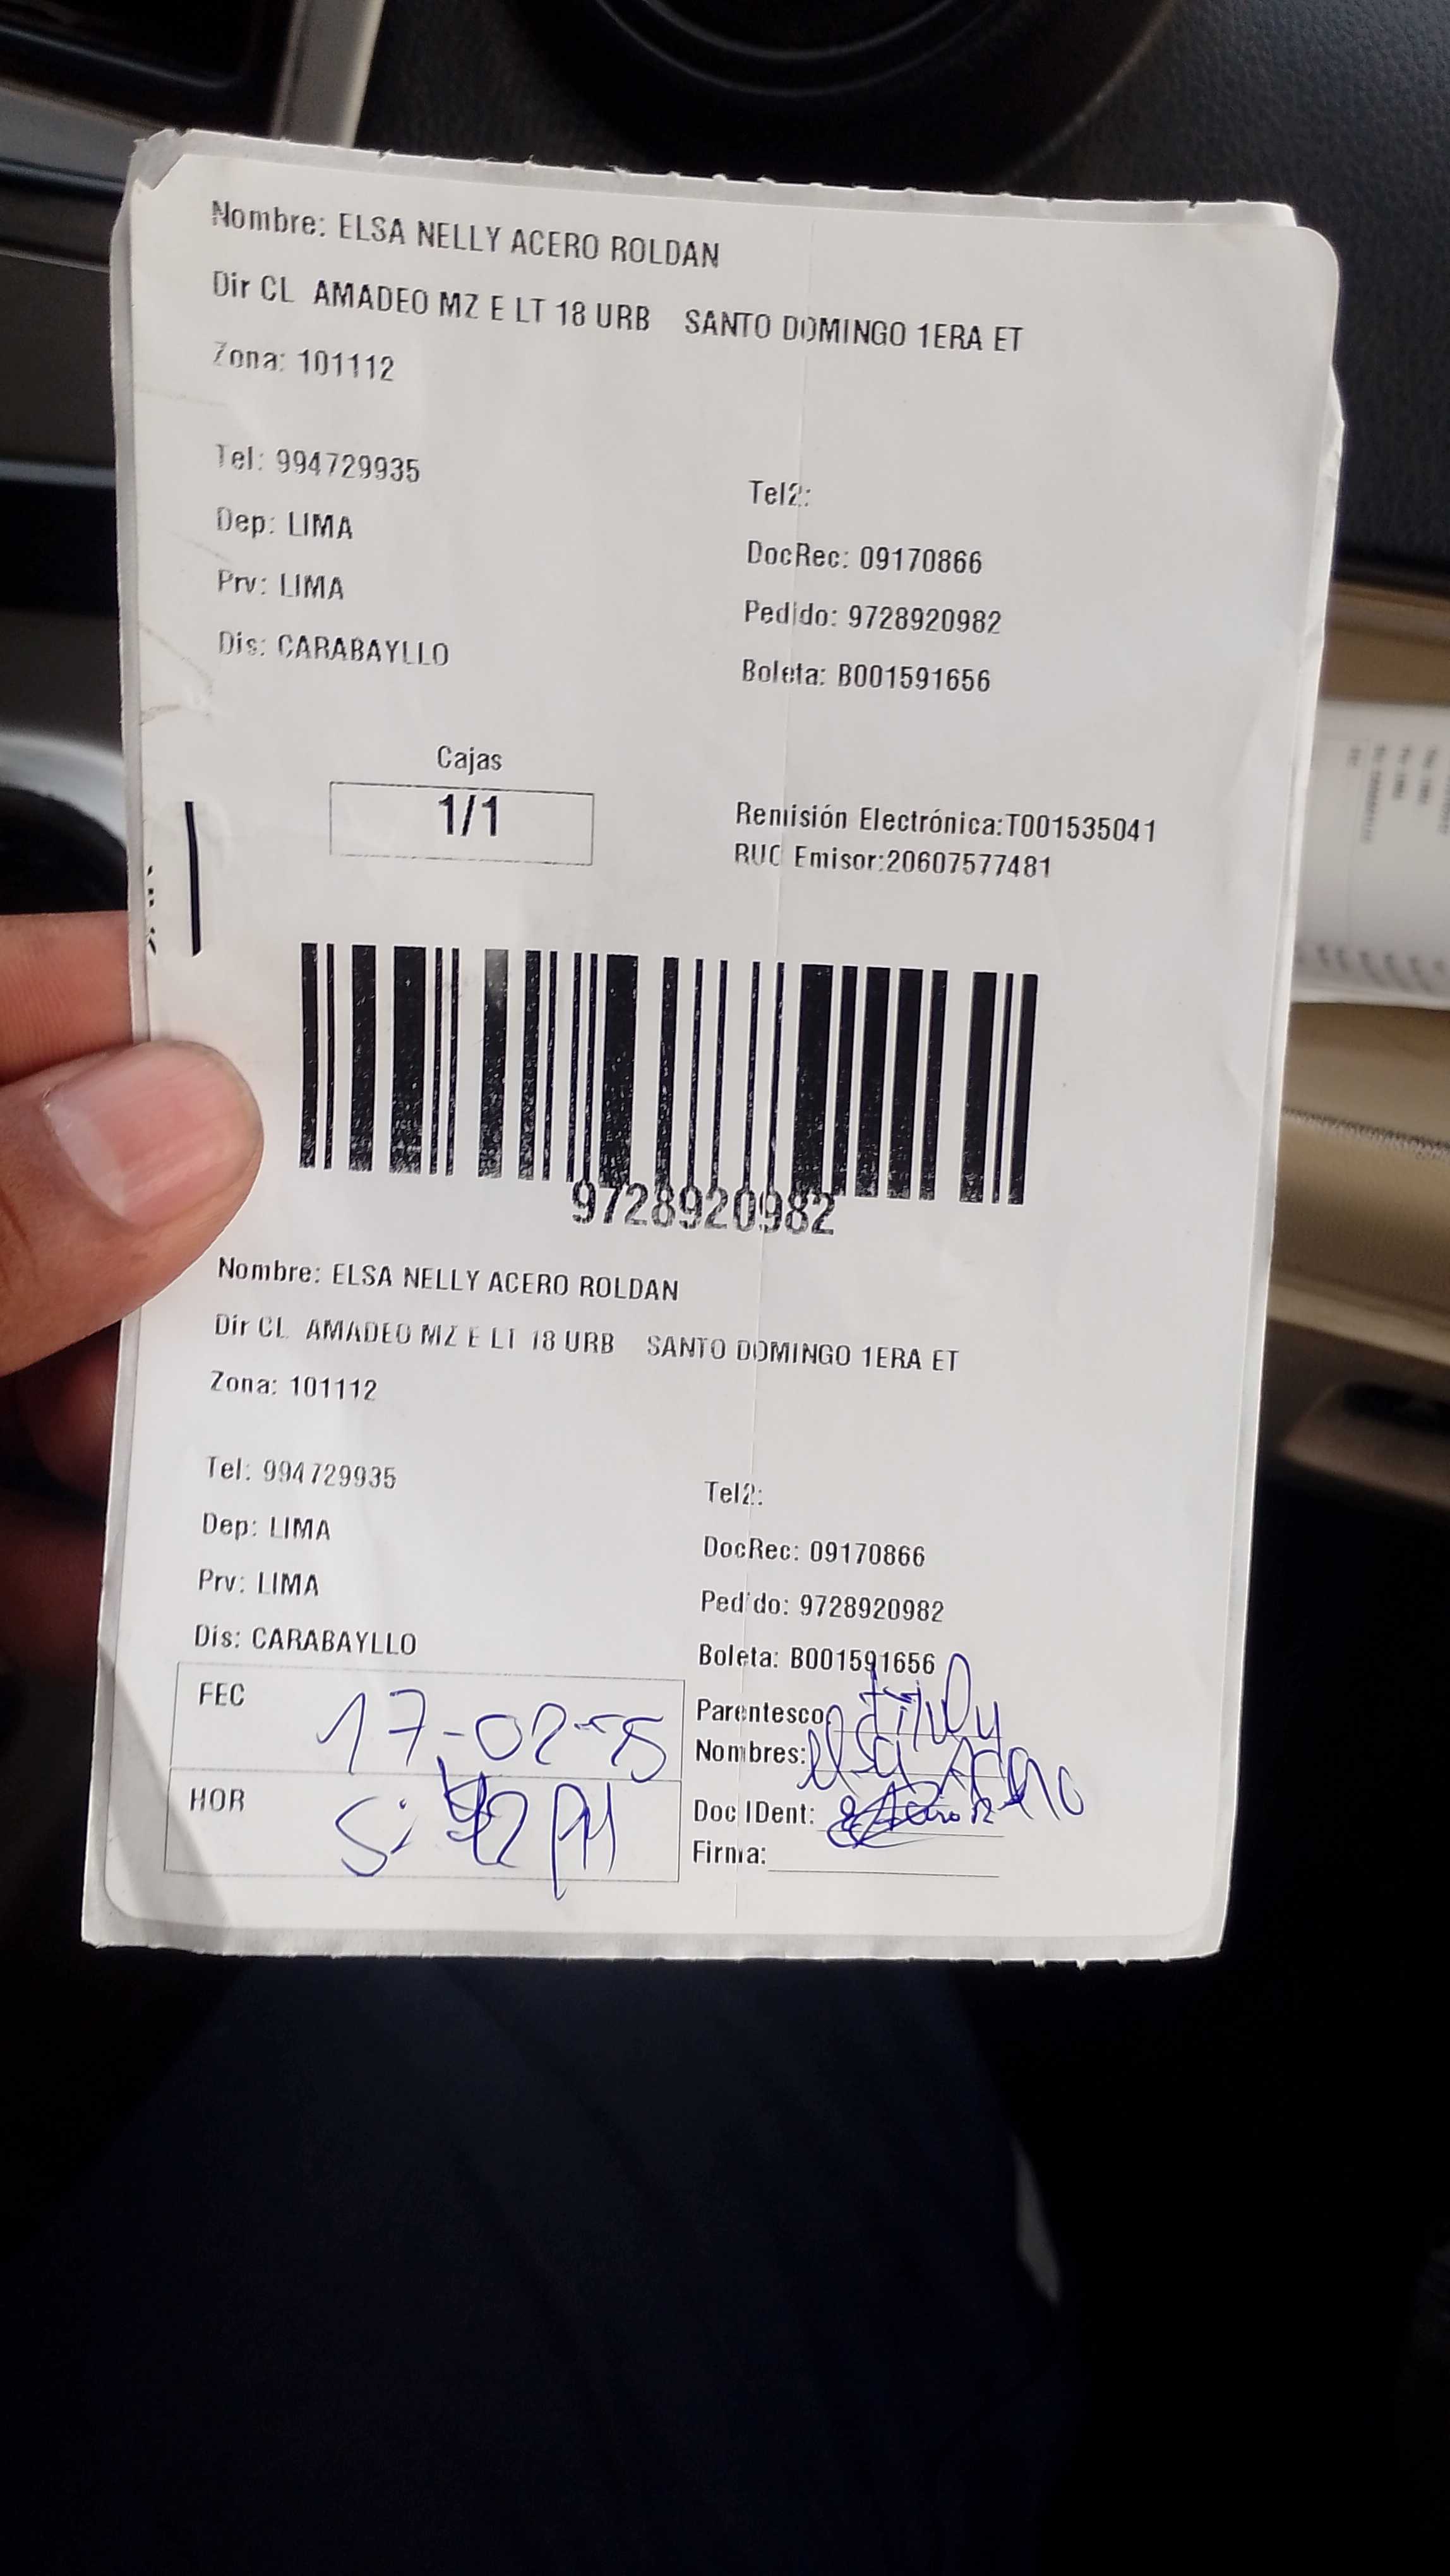 Nombre: ELSA NELLY ACERO ROLDAN
Dir CL AMADEO MZ E LT 18 URB SANTO DOMINGO 1ERA ET
Zona: 101112
Tel: 994729935
Tel2:
Dep: LIMA
DocRec: 09170866
Prv: LIMA
Pedido: 9728920982
Dis: CARABAYLLO
Boleta: B001591656
Cajas
1/1
Remisión Electrónica:T001535041
RUC Emisor:20607577481
9728920982
Nombre: ELSA NELLY ACERO ROLDAN
Dir CL AMADEO MZ E LT 18 URB SANTO DOMINGO 1ERA ET
Zona: 101112
Tel: 994729935
Tel2:
Dep: LIMA
DocRec: 09170866
Prv: LIMA
Pedido: 9728920982
Dis: CARABAYLLO
Boleta: B001591656
FEC
Parentesco:
Nombres: Elsa Acero
HOR
Doc IDent:
Firma: